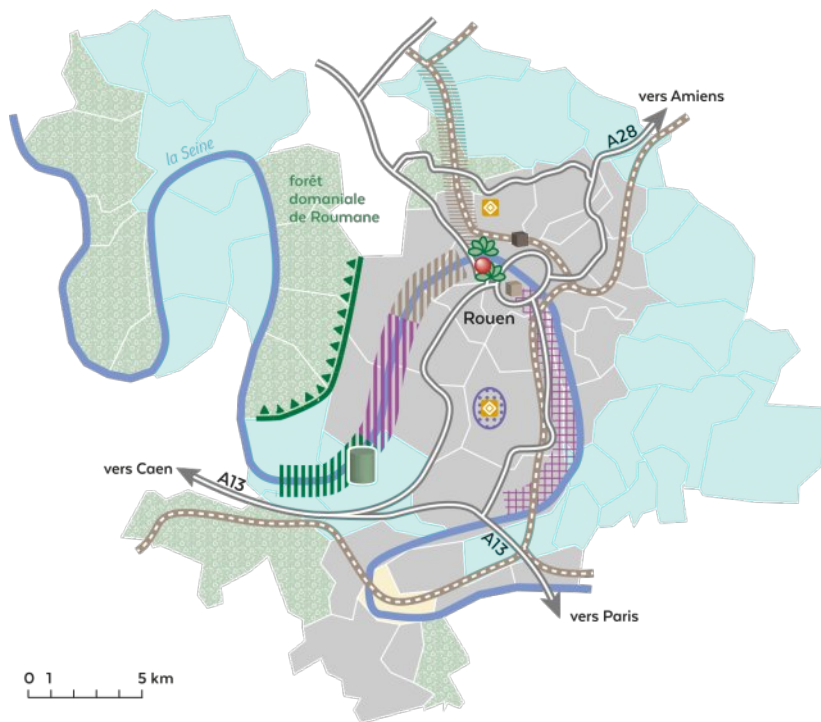 vers Amiens
A28
la Seine
forêt
domaniale
de Roumane
Rouen
vers Caen
A13
A13
vers Paris
0 1 5 km